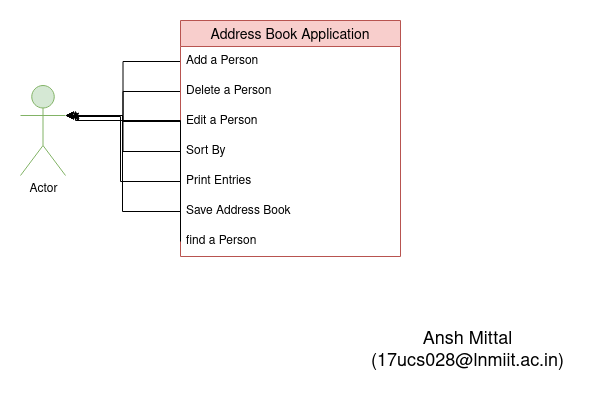 Address Book Application
Add a Person
Delete a Person
Edit a Person
Sort By
Print Entries
Save Address Book
find a Person
Actor
Ansh Mittal
(17ucs028@lnmiit.ac.in)